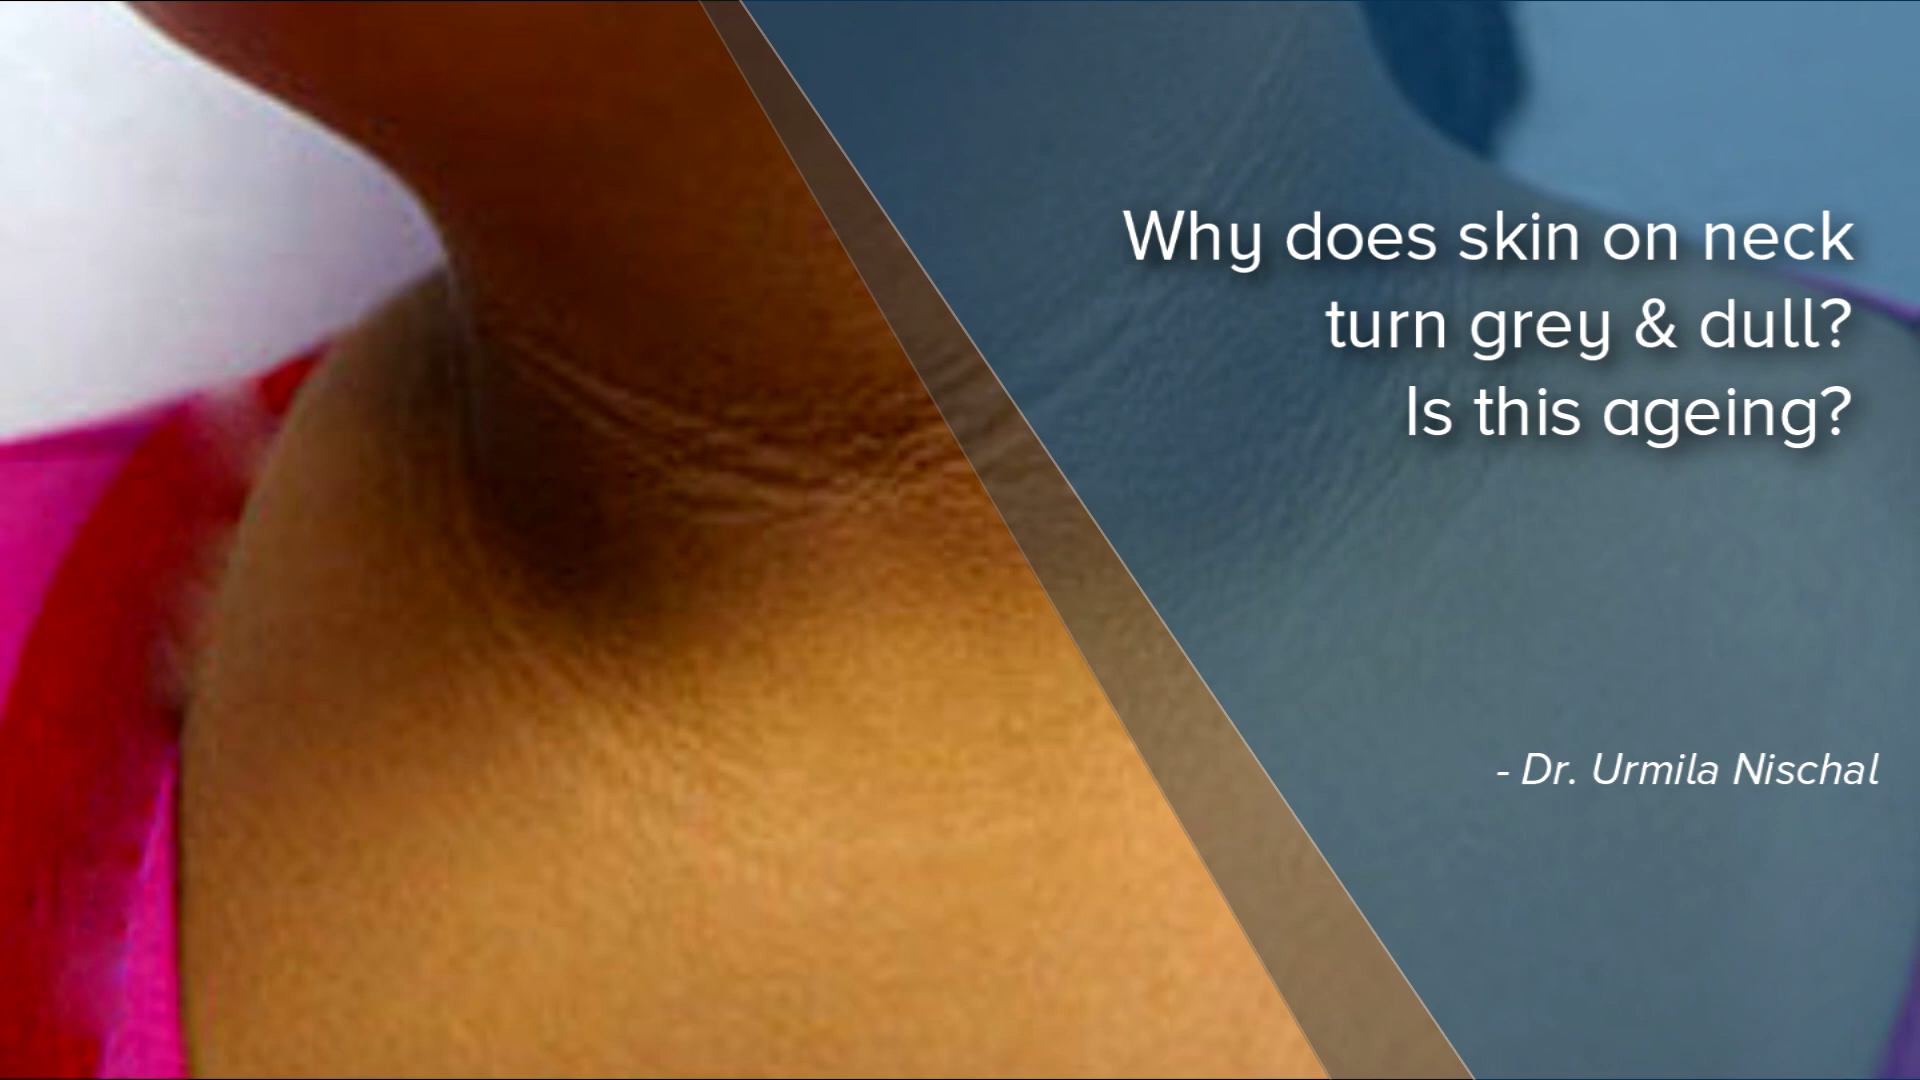 Why does skin on neck
turn grey & dull?
Is this ageing?
- Dr. Urmila Nischal